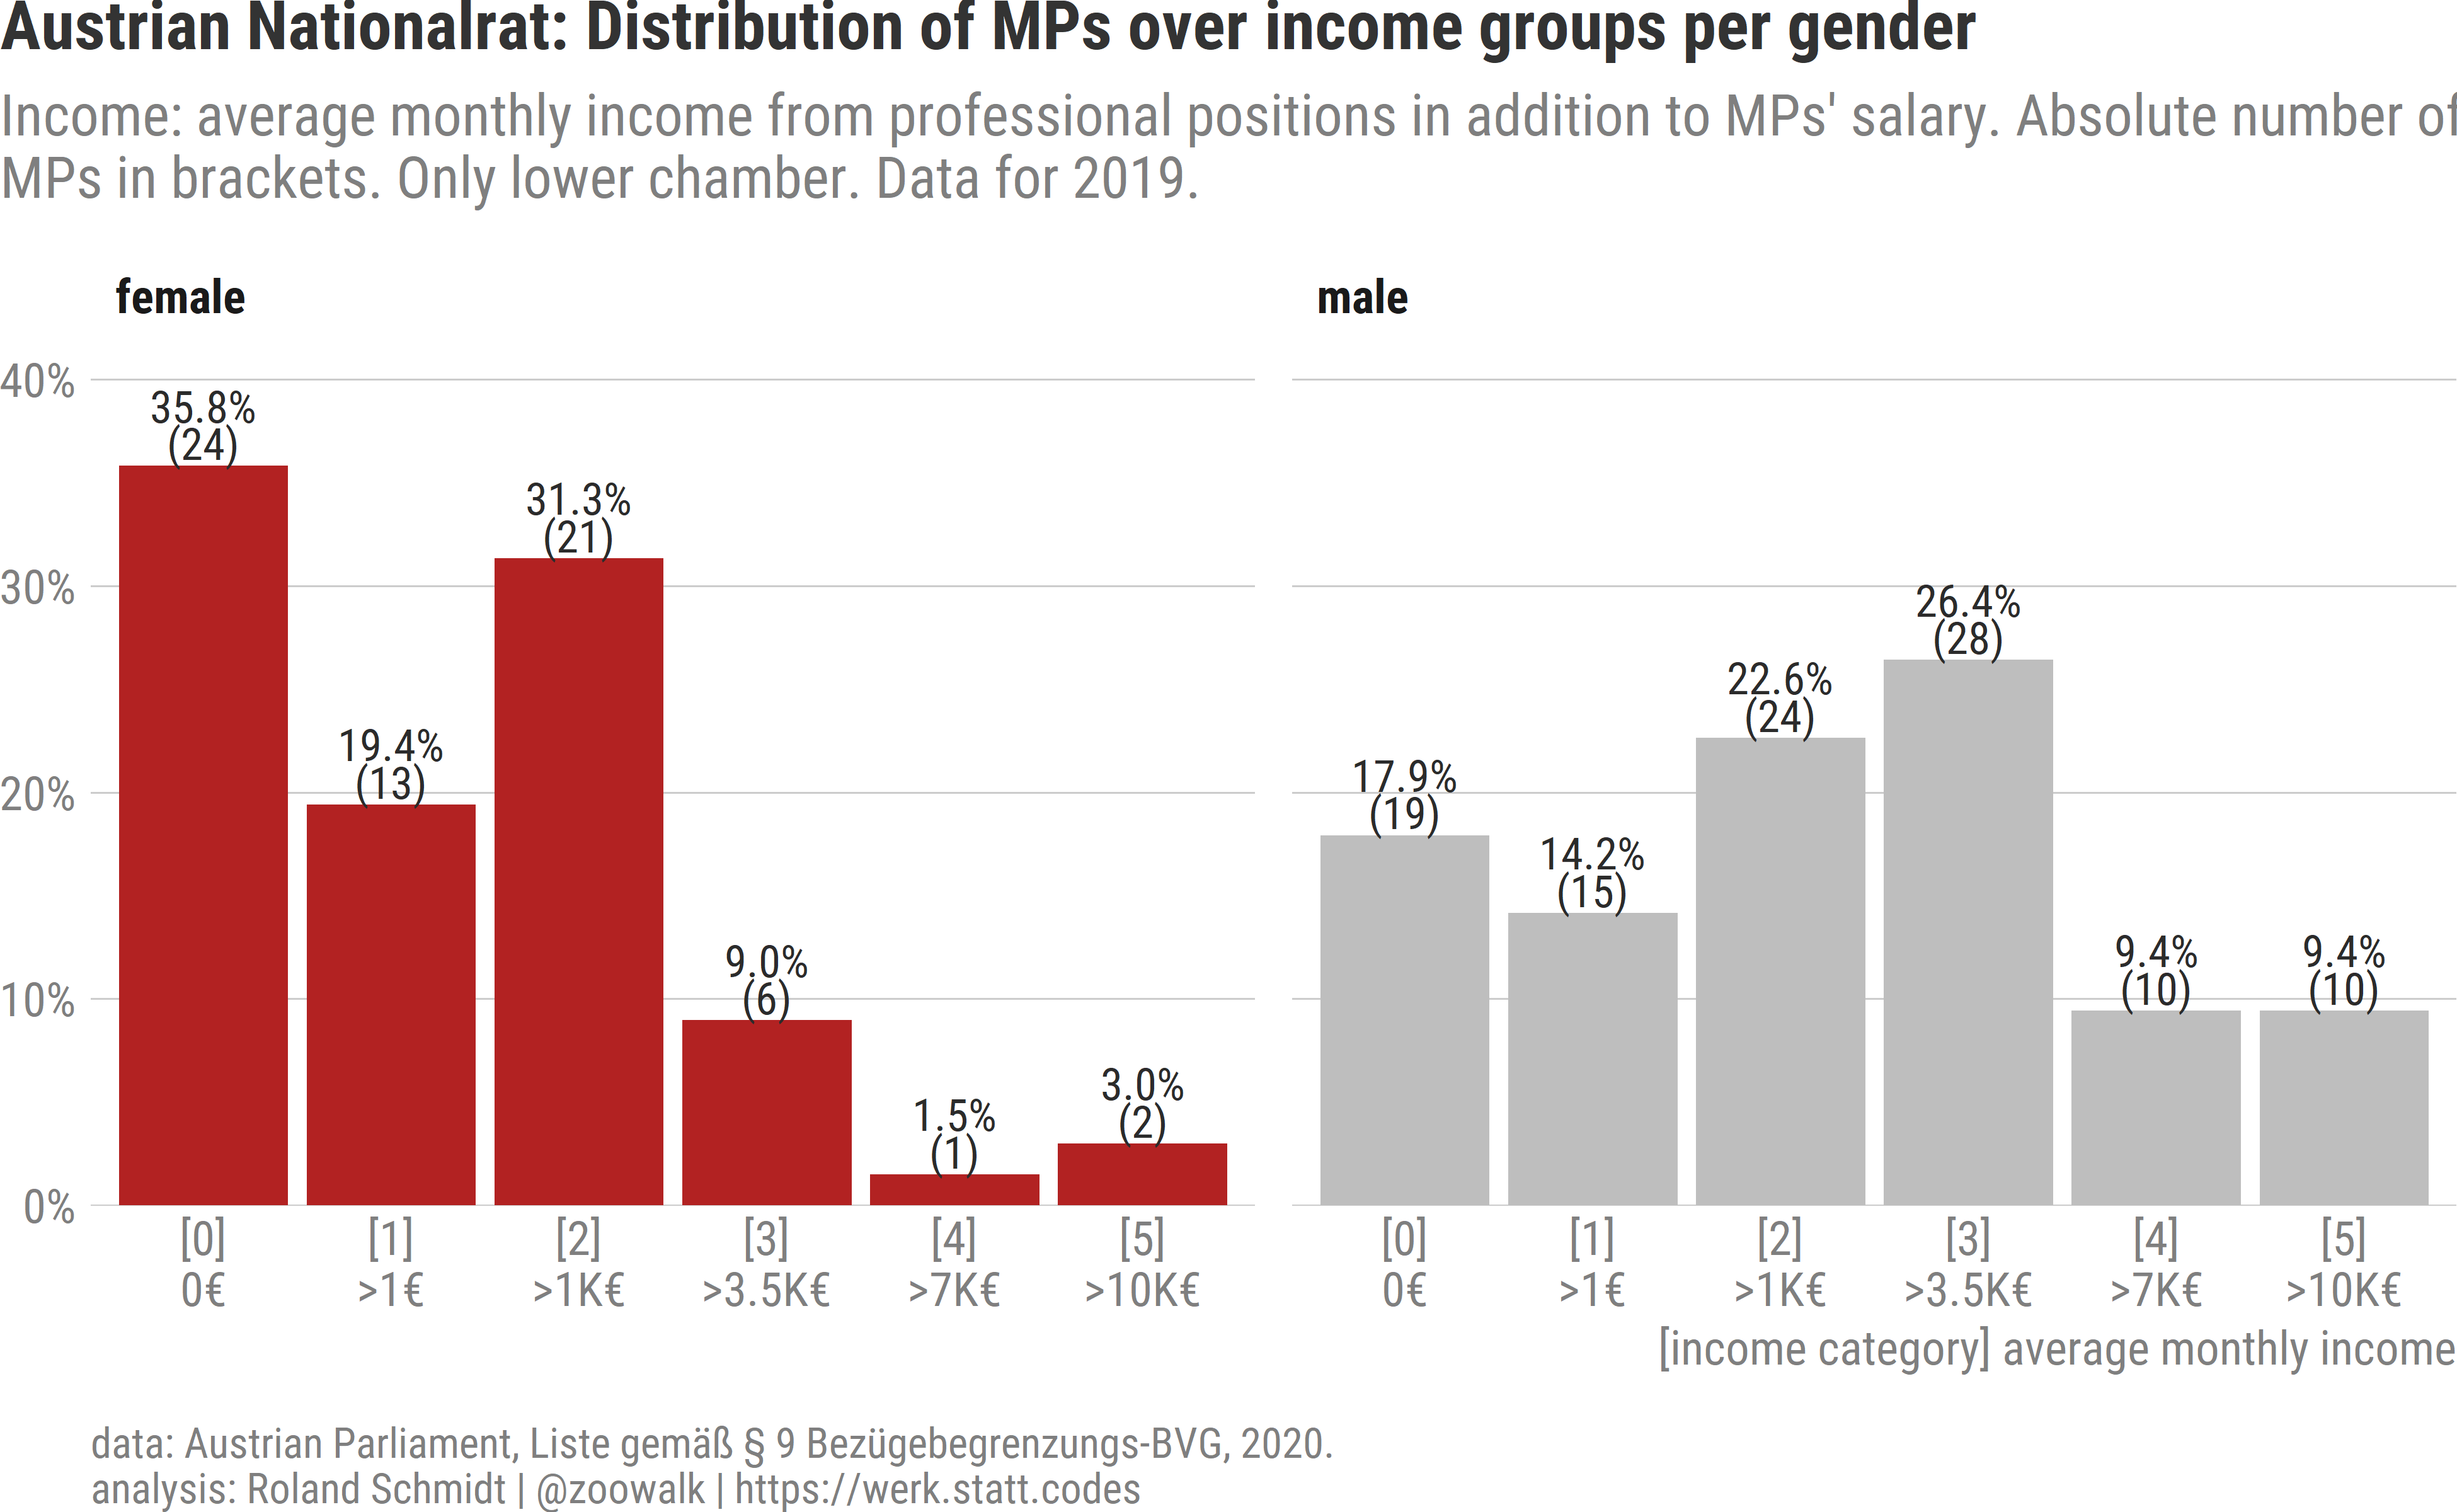 Austrian Nationalrat: Distribution of MPs over income groups per gender
Income: average monthly income from professional positions in addition to MPs' salary. Absolute number of
MPs in brackets. Only lower chamber. Data for 2019.
female
40%
30%
20%
10%
0%
35.8%
(24)
19.4%
(13)
31.3%
(21)
9.0%
(6)
1.5%
(1)
3.0%
(2)
[0] [1] [2] [3] [4] [5]
0€ >1€ >1K€ >3.5K€ >7K€ >10K€
male
17.9%
(19)
14.2%
(15)
22.6%
(24)
26.4%
(28)
9.4%
(10)
9.4%
(10)
[0] [1] [2] [3] [4] [5]
0€ >1€ >1K€ >3.5K€ >7K€ >10K€
[income category] average monthly income
data: Austrian Parliament, Liste gemäß § 9 Bezügebegrenzungs-BVG, 2020.
analysis: Roland Schmidt | @zoowalk | https://werk.statt.codes